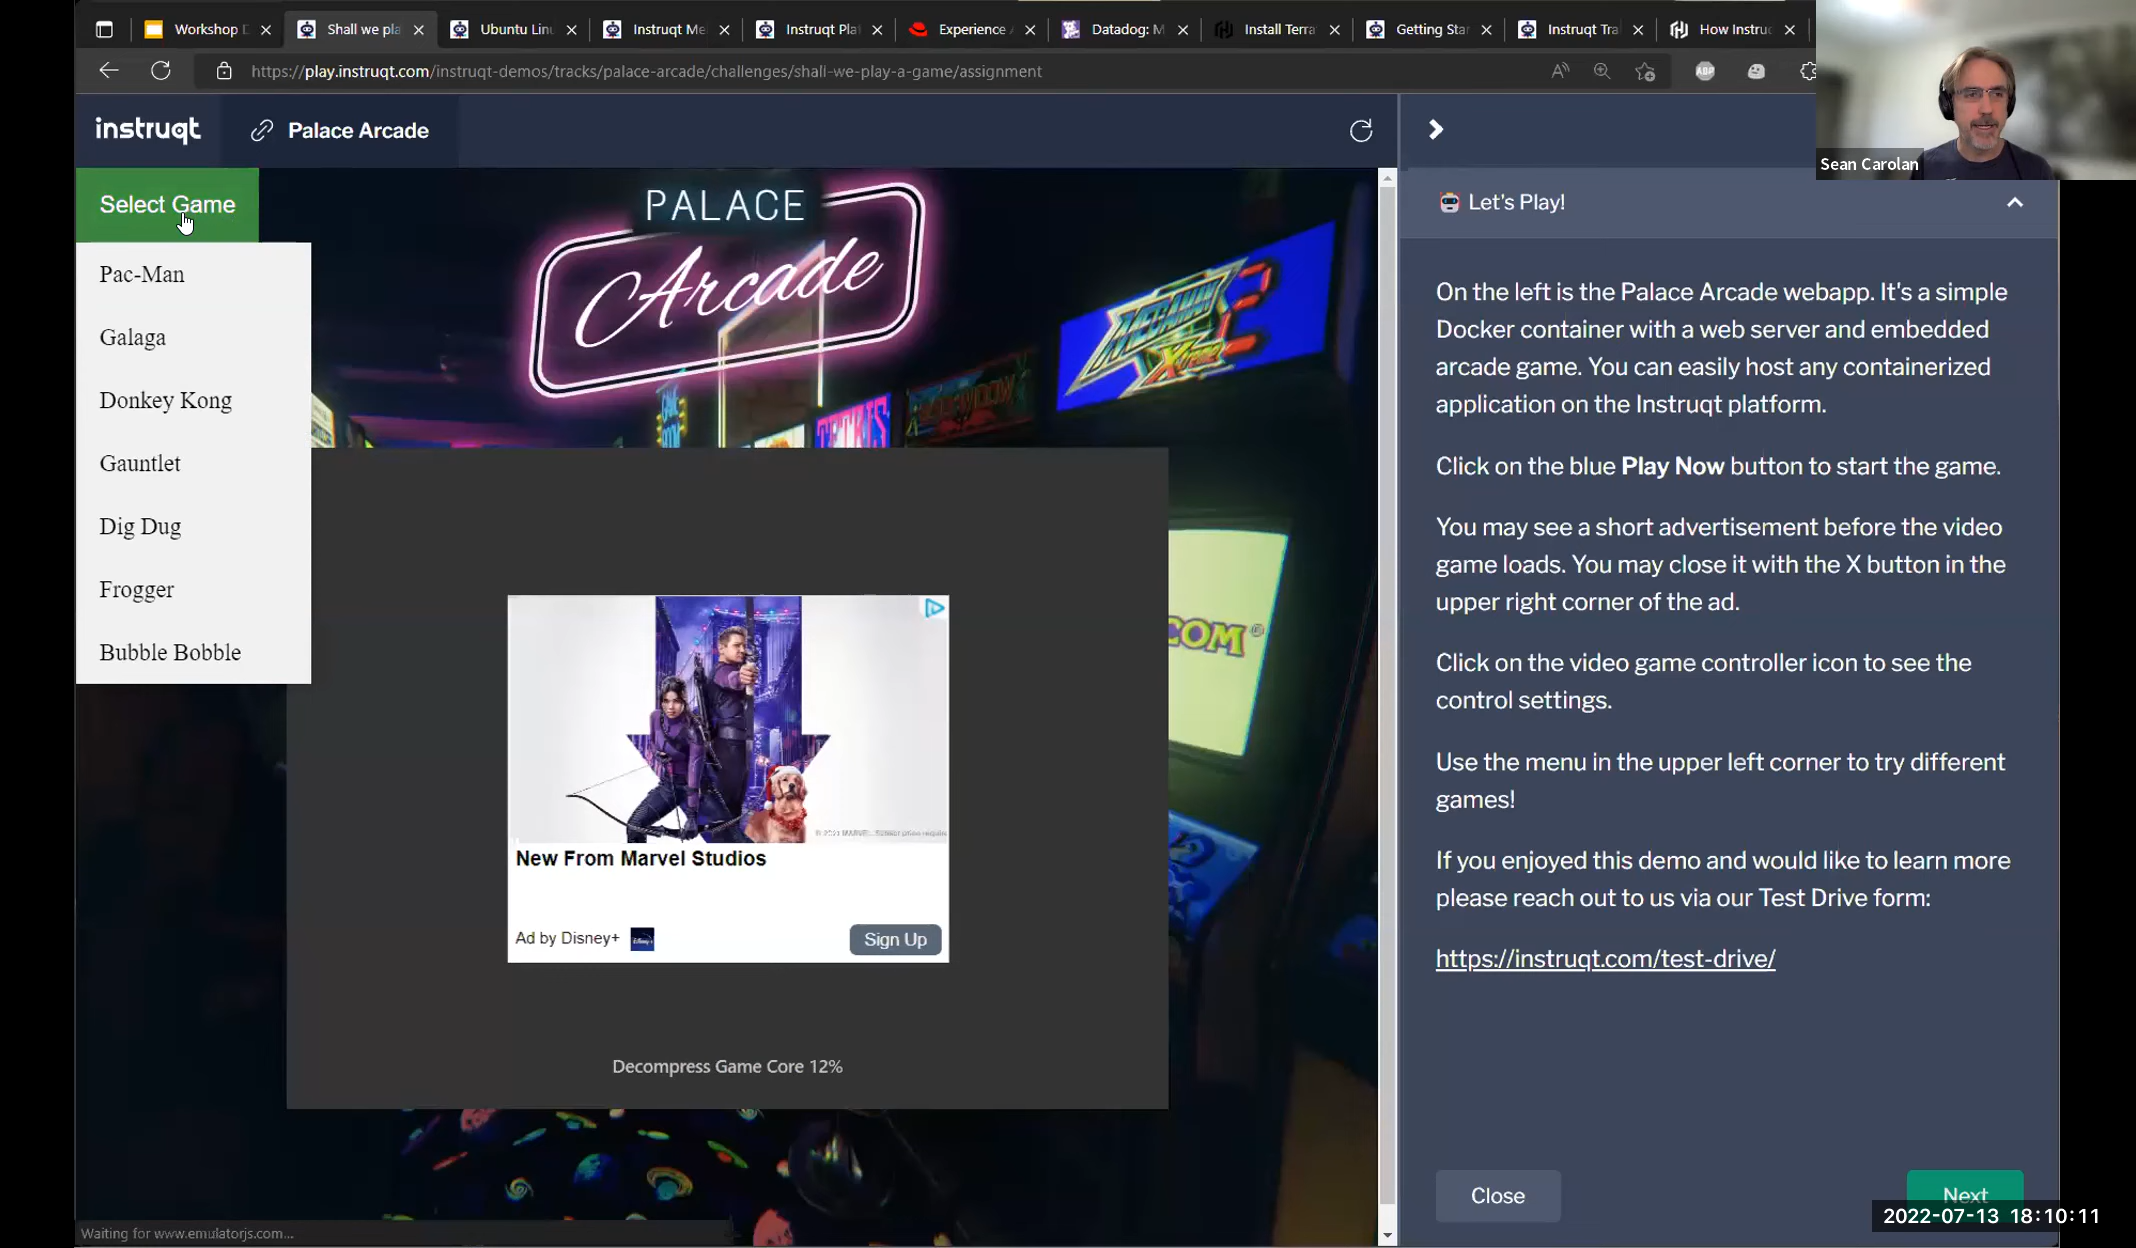 Workshop D
Shall we pla
Ubuntu Linu
Instruqt Me
Instruqt Pla
Experience A
Datadog: M
Install Terra
Getting Star
Instruqt Tra
How Instruq
https://play.instruqt.com/instruqt-demos/tracks/palace-arcade/challenges/shall-we-play-a-game/assignment
ABP
instruqt
Palace Arcade
Sean Carolan
Select Game
Pac-Man
Galaga
Donkey Kong
Gauntlet
Dig Dug
Frogger
Bubble Bobble
PALACE
Arcade
MEGAMAN
Xtreme
TETRIS
COM®
New From Marvel Studios
Ad by Disney+
Sign Up
Decompress Game Core 12%
Waiting for www.emulatorjs.com...
Let's Play!
On the left is the Palace Arcade webapp. It's a simple
Docker container with a web server and embedded
arcade game. You can easily host any containerized
application on the Instruqt platform.
Click on the blue Play Now button to start the game.
You may see a short advertisement before the video
game loads. You may close it with the X button in the
upper right corner of the ad.
Click on the video game controller icon to see the
control settings.
Use the menu in the upper left corner to try different
games!
If you enjoyed this demo and would like to learn more
please reach out to us via our Test Drive form:
https://instruqt.com/test-drive/
Close
Next
2022-07-13 18:10:11